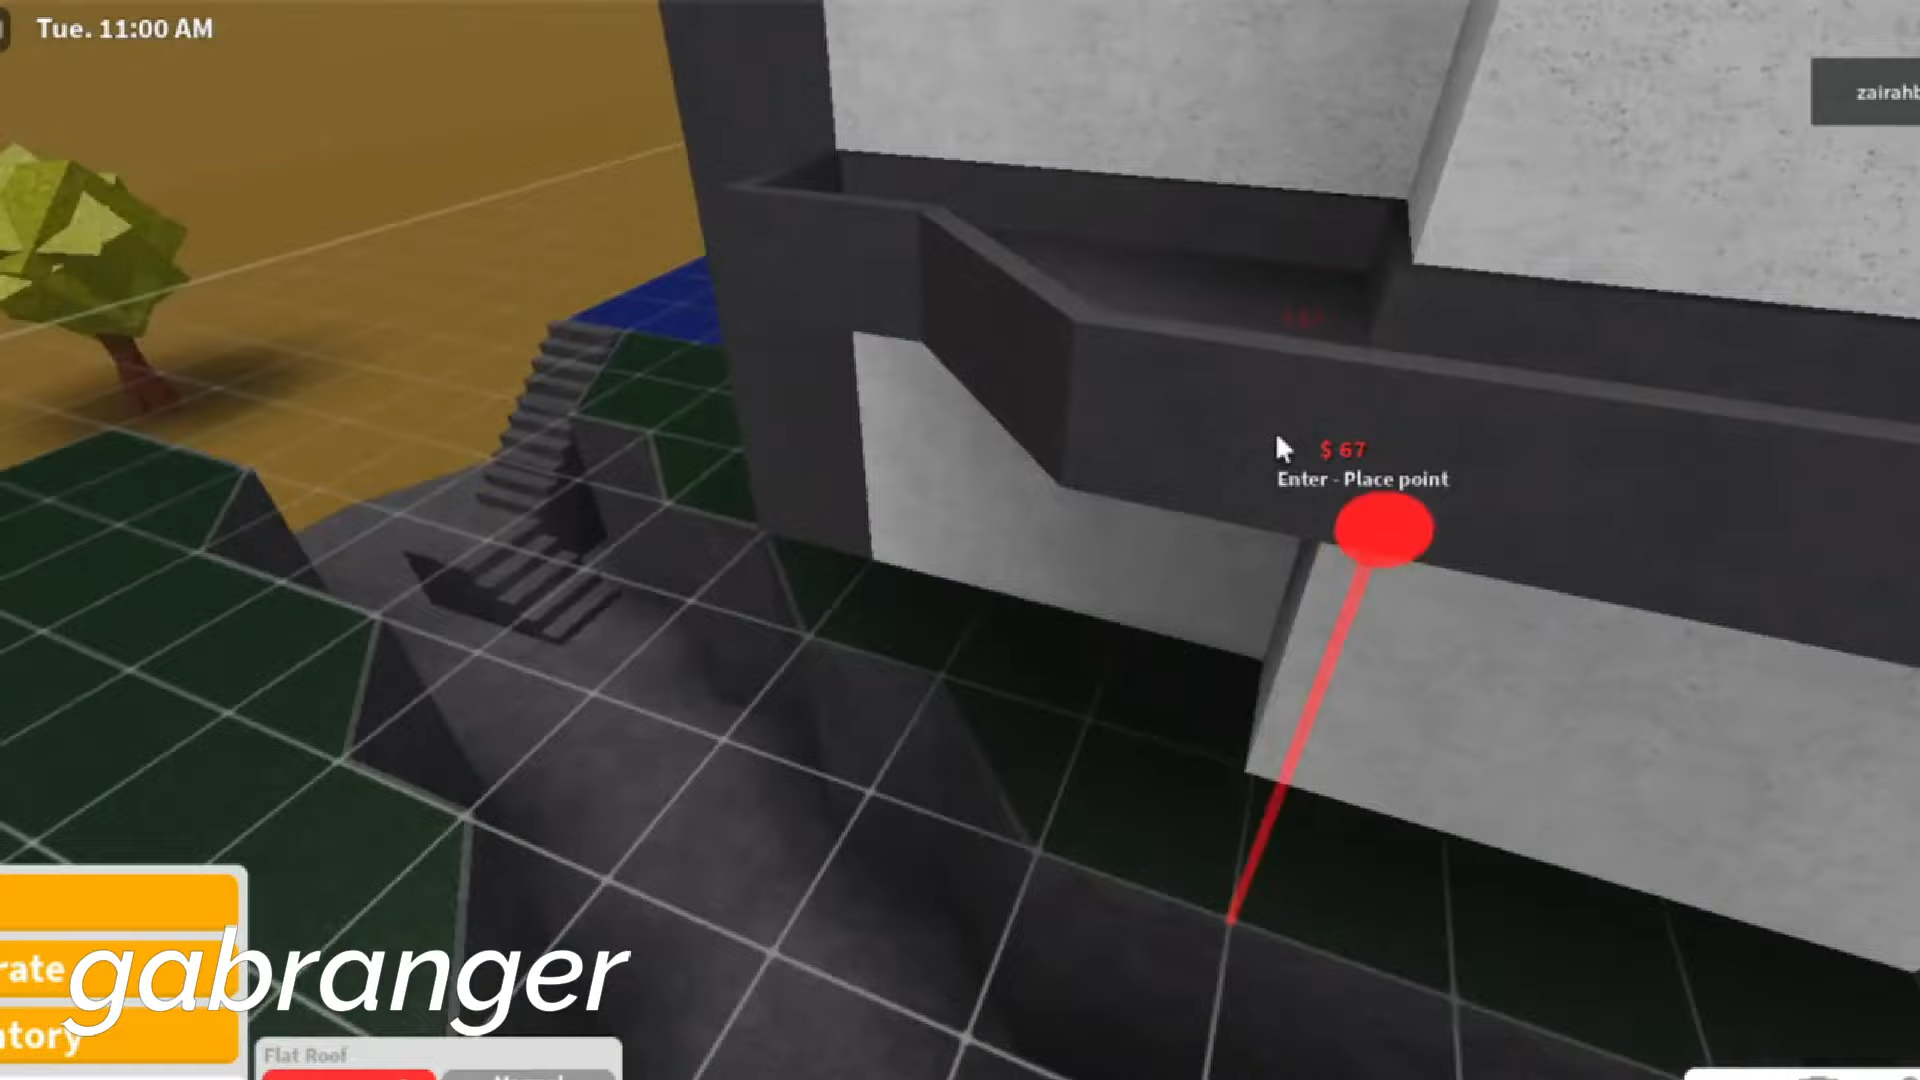 Tue. 11:00 AM
zairahb
$ 67
Enter - Place point
rate
gabranger
tory
Flat Roof